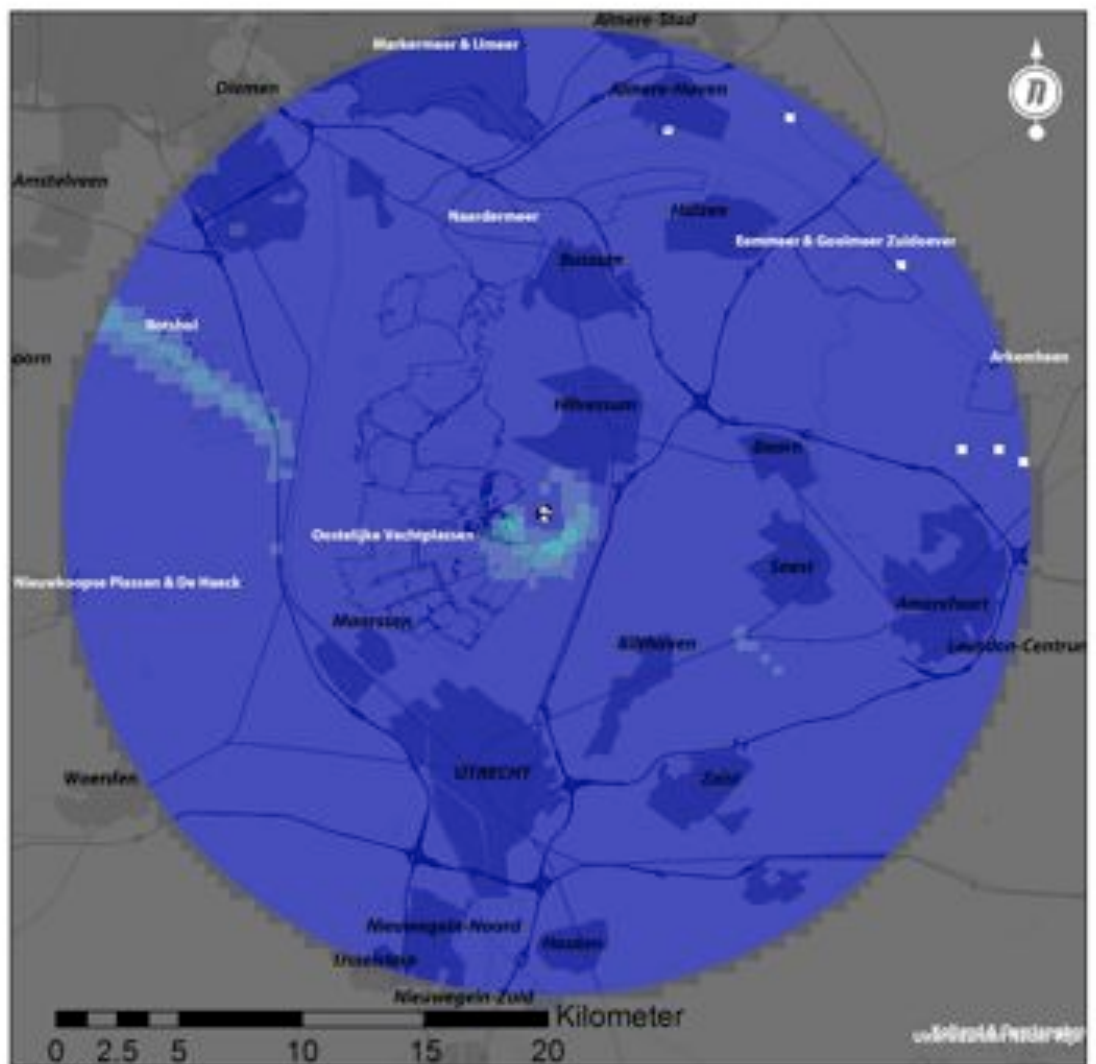 Almere-Stad
Markermeer & IJmeer
Diemen
Almere-Haven
Amstelveen
Huizen
Naardermeer
Eemmeer & Gooimeer Zuidoever
Bussum
Botshol
oorn
Arkemheen
Hilversum
Baarn
Oostelijke Vechtplassen
Soest
Nieuwkoopse Plassen & De Haeck
Amersfoort
Maarssen
Bilthoven
Leusden-Centrum
UTRECHT
Zeist
Woerden
Nieuwegein-Noord
Houten
IJsselstein
Nieuwegein-Zuid
Kilometer
0 2.5 5 10 15 20